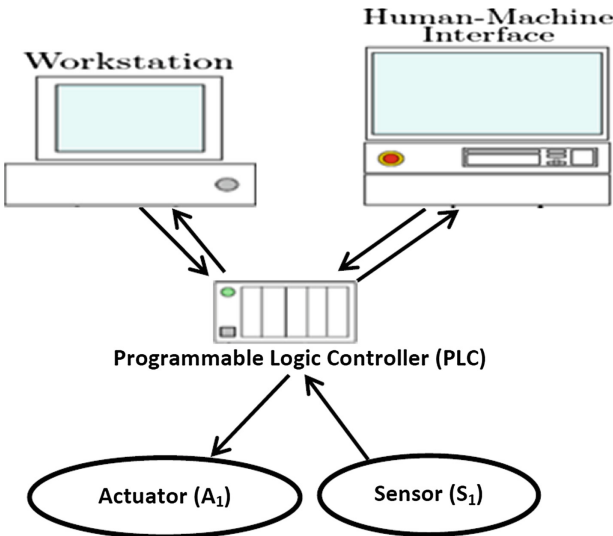 Human-Machine
Interface
Workstation
Programmable Logic Controller (PLC)
Actuator (A₁)
Sensor (S₁)